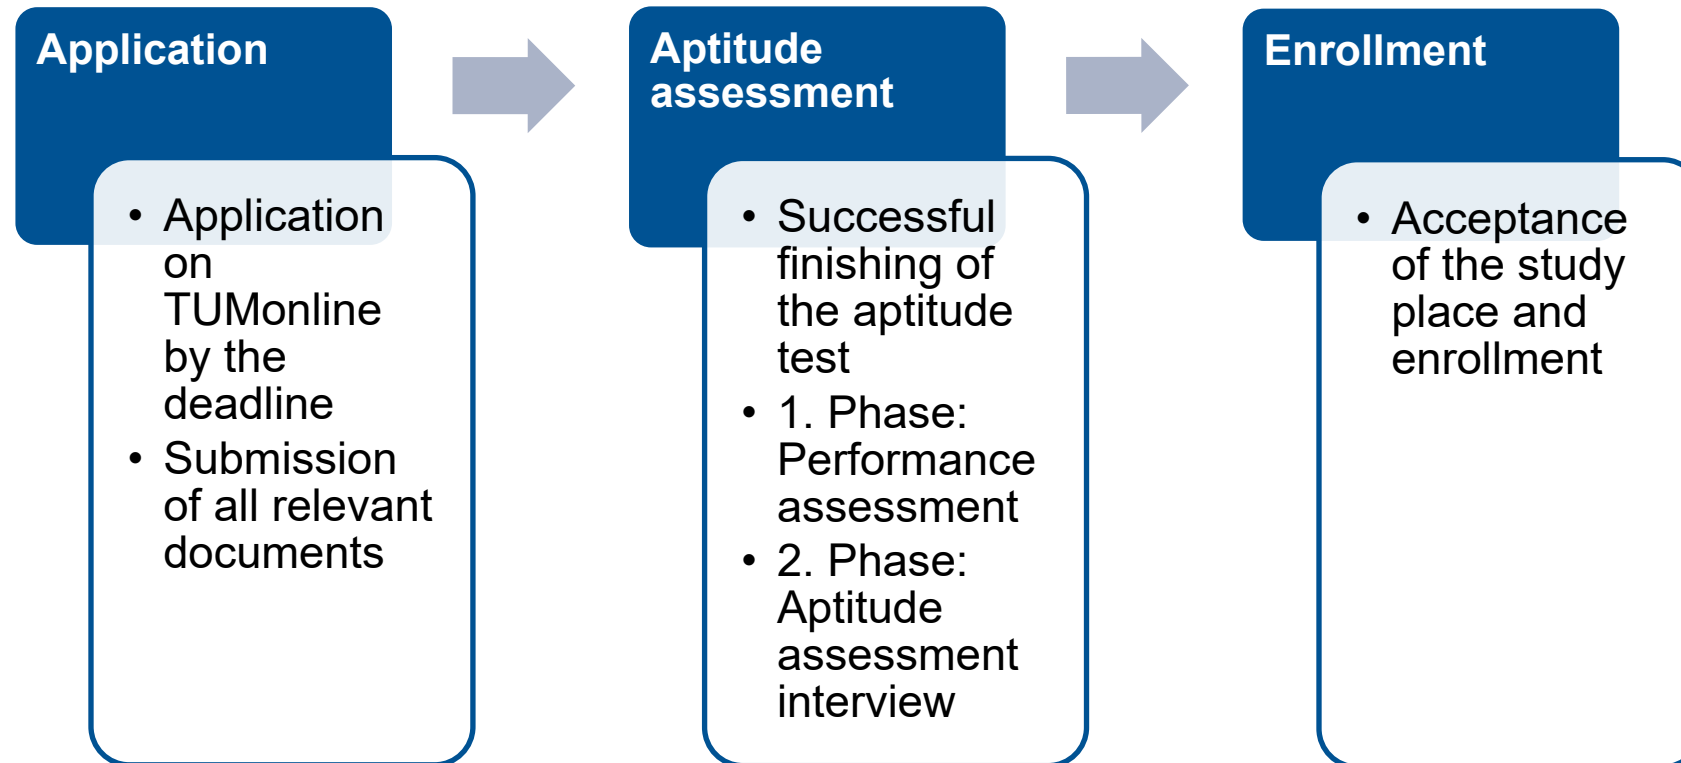 Application
• Application
on
TUMonline
by the
deadline
• Submission
of all relevant
documents
Aptitude
assessment
• Successful
finishing of
the aptitude
test
• 1. Phase:
Performance
assessment
• 2. Phase:
Aptitude
assessment
interview
Enrollment
• Acceptance
of the study
place and
enrollment